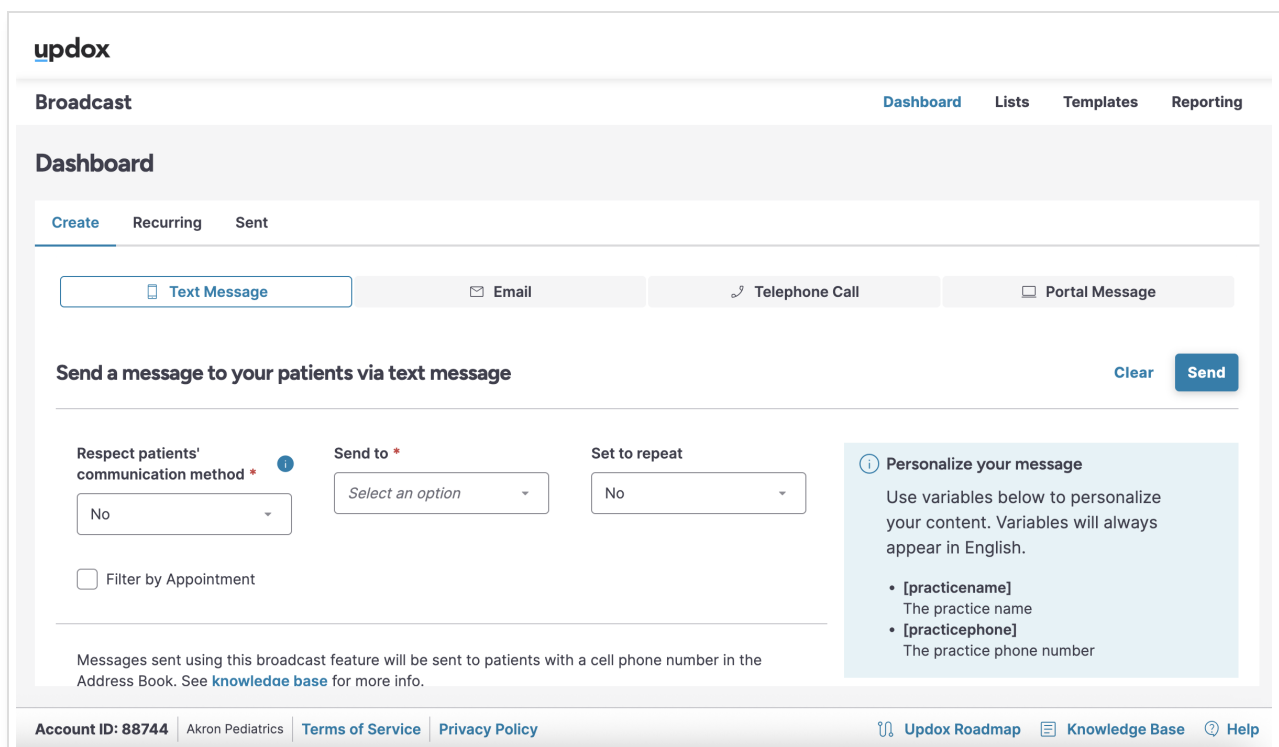 updox
Broadcast
Dashboard Lists Templates Reporting
Dashboard
Create Recurring Sent
Text Message Email Telephone Call Portal Message
Send a message to your patients via text message
Clear Send
Respect patients'
communication method *
No
Send to *
Select an option
Set to repeat
No
Filter by Appointment
Messages sent using this broadcast feature will be sent to patients with a cell phone number in the
Address Book. See knowledge base for more info.
Personalize your message
Use variables below to personalize
your content. Variables will always
appear in English.
• [practicename]
The practice name
• [practicephone]
The practice phone number
Account ID: 88744 Akron Pediatrics Terms of Service Privacy Policy
Updox Roadmap Knowledge Base Help